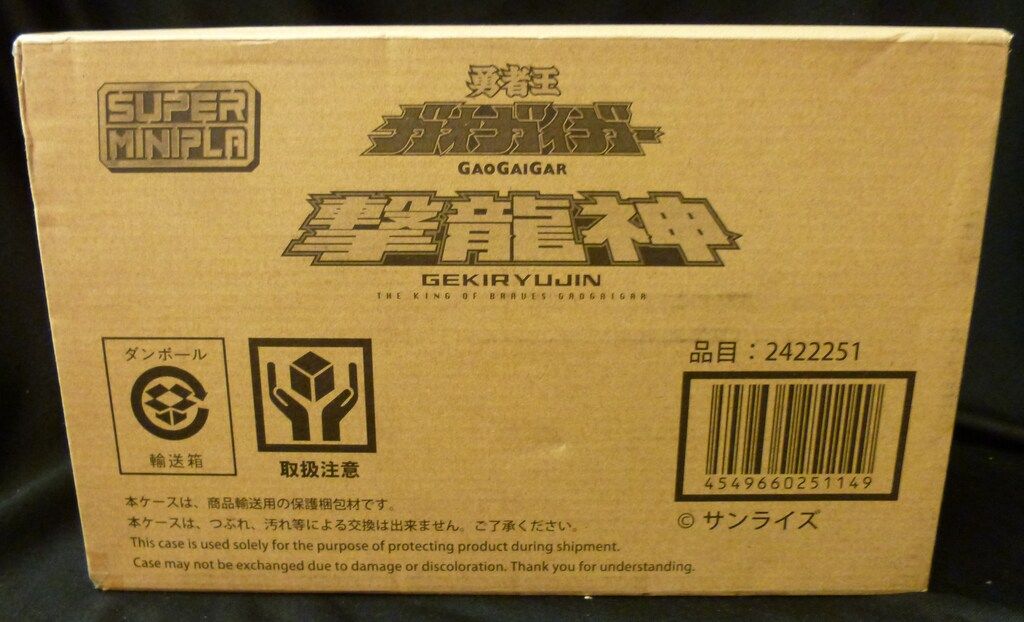 SUPER
MINIPLA
勇者王
ガオガイガー
GAOGAIGAR
撃龍神
GEKIRYUJIN
THE KING OF BRAVES GAOGAIGAR
ダンボール
輸送箱
取扱注意
品目：2422251
4549660251149
© サンライズ
本ケースは、商品輸送用の保護梱包材です。
本ケースは、つぶれ、汚れ等による交換は出来ません。ご了承ください。
This case is used solely for the purpose of protecting product during shipment.
Case may not be exchanged due to damage or discoloration. Thank you for understanding.